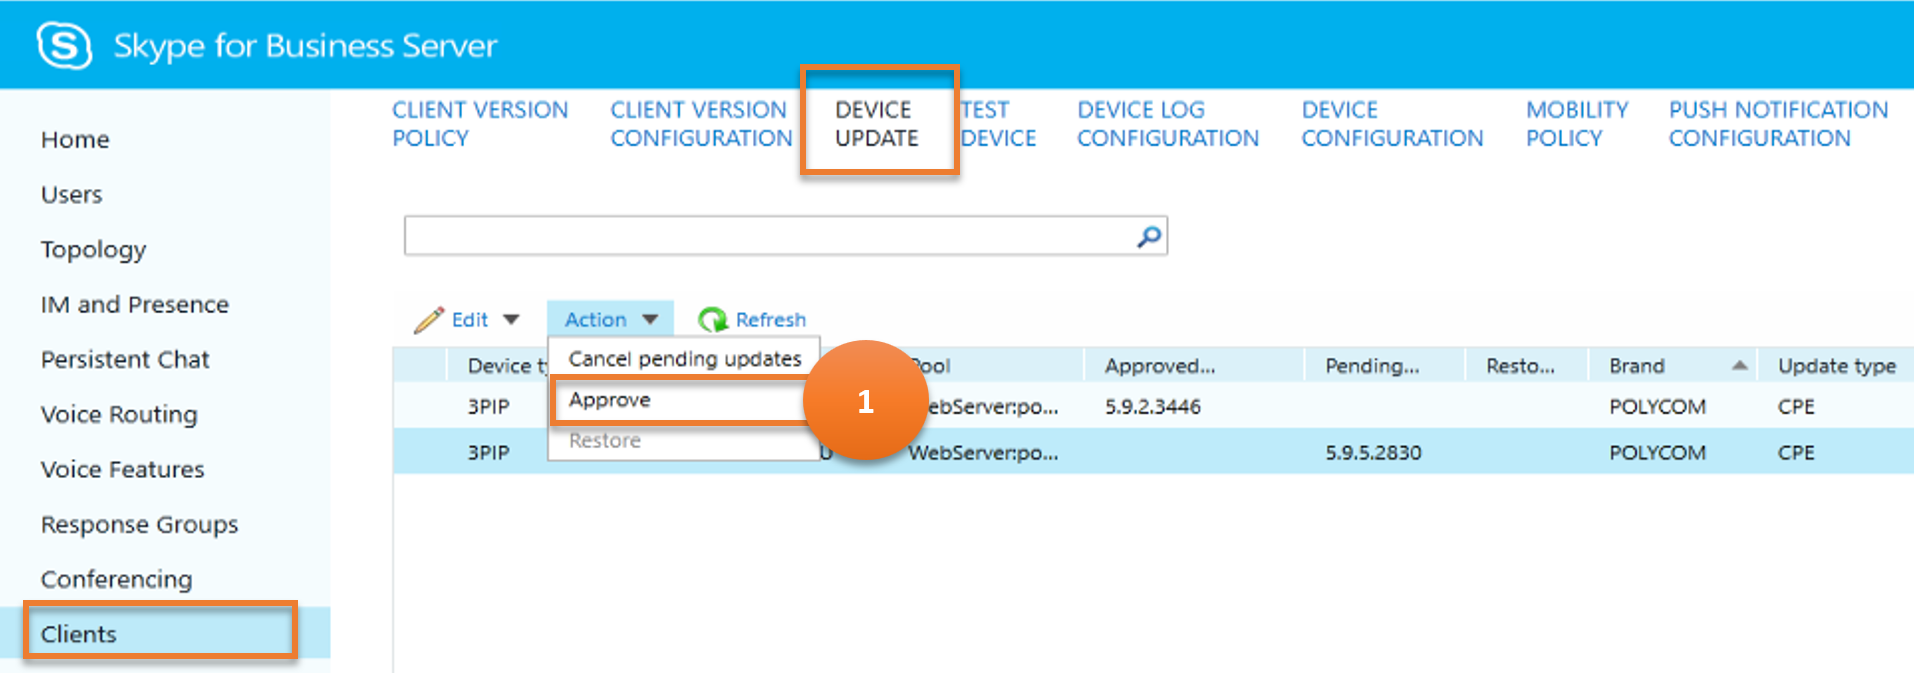 Skype for Business Server
CLIENT VERSION POLICY
CLIENT VERSION CONFIGURATION
DEVICE UPDATE
TEST DEVICE
DEVICE LOG CONFIGURATION
DEVICE CONFIGURATION
MOBILITY POLICY
PUSH NOTIFICATION CONFIGURATION
Home
Users
Topology
IM and Presence
Persistent Chat
Voice Routing
Voice Features
Response Groups
Conferencing
Clients
Edit
Action
Refresh
Cancel pending updates
Approve
Restore
1
Device Pool Approved... Pending... Resto... Brand Update type
3PIP ebServer:po... 5.9.2.3446 POLYCOM CPE
3PIP WebServer:po... 5.9.5.2830 POLYCOM CPE